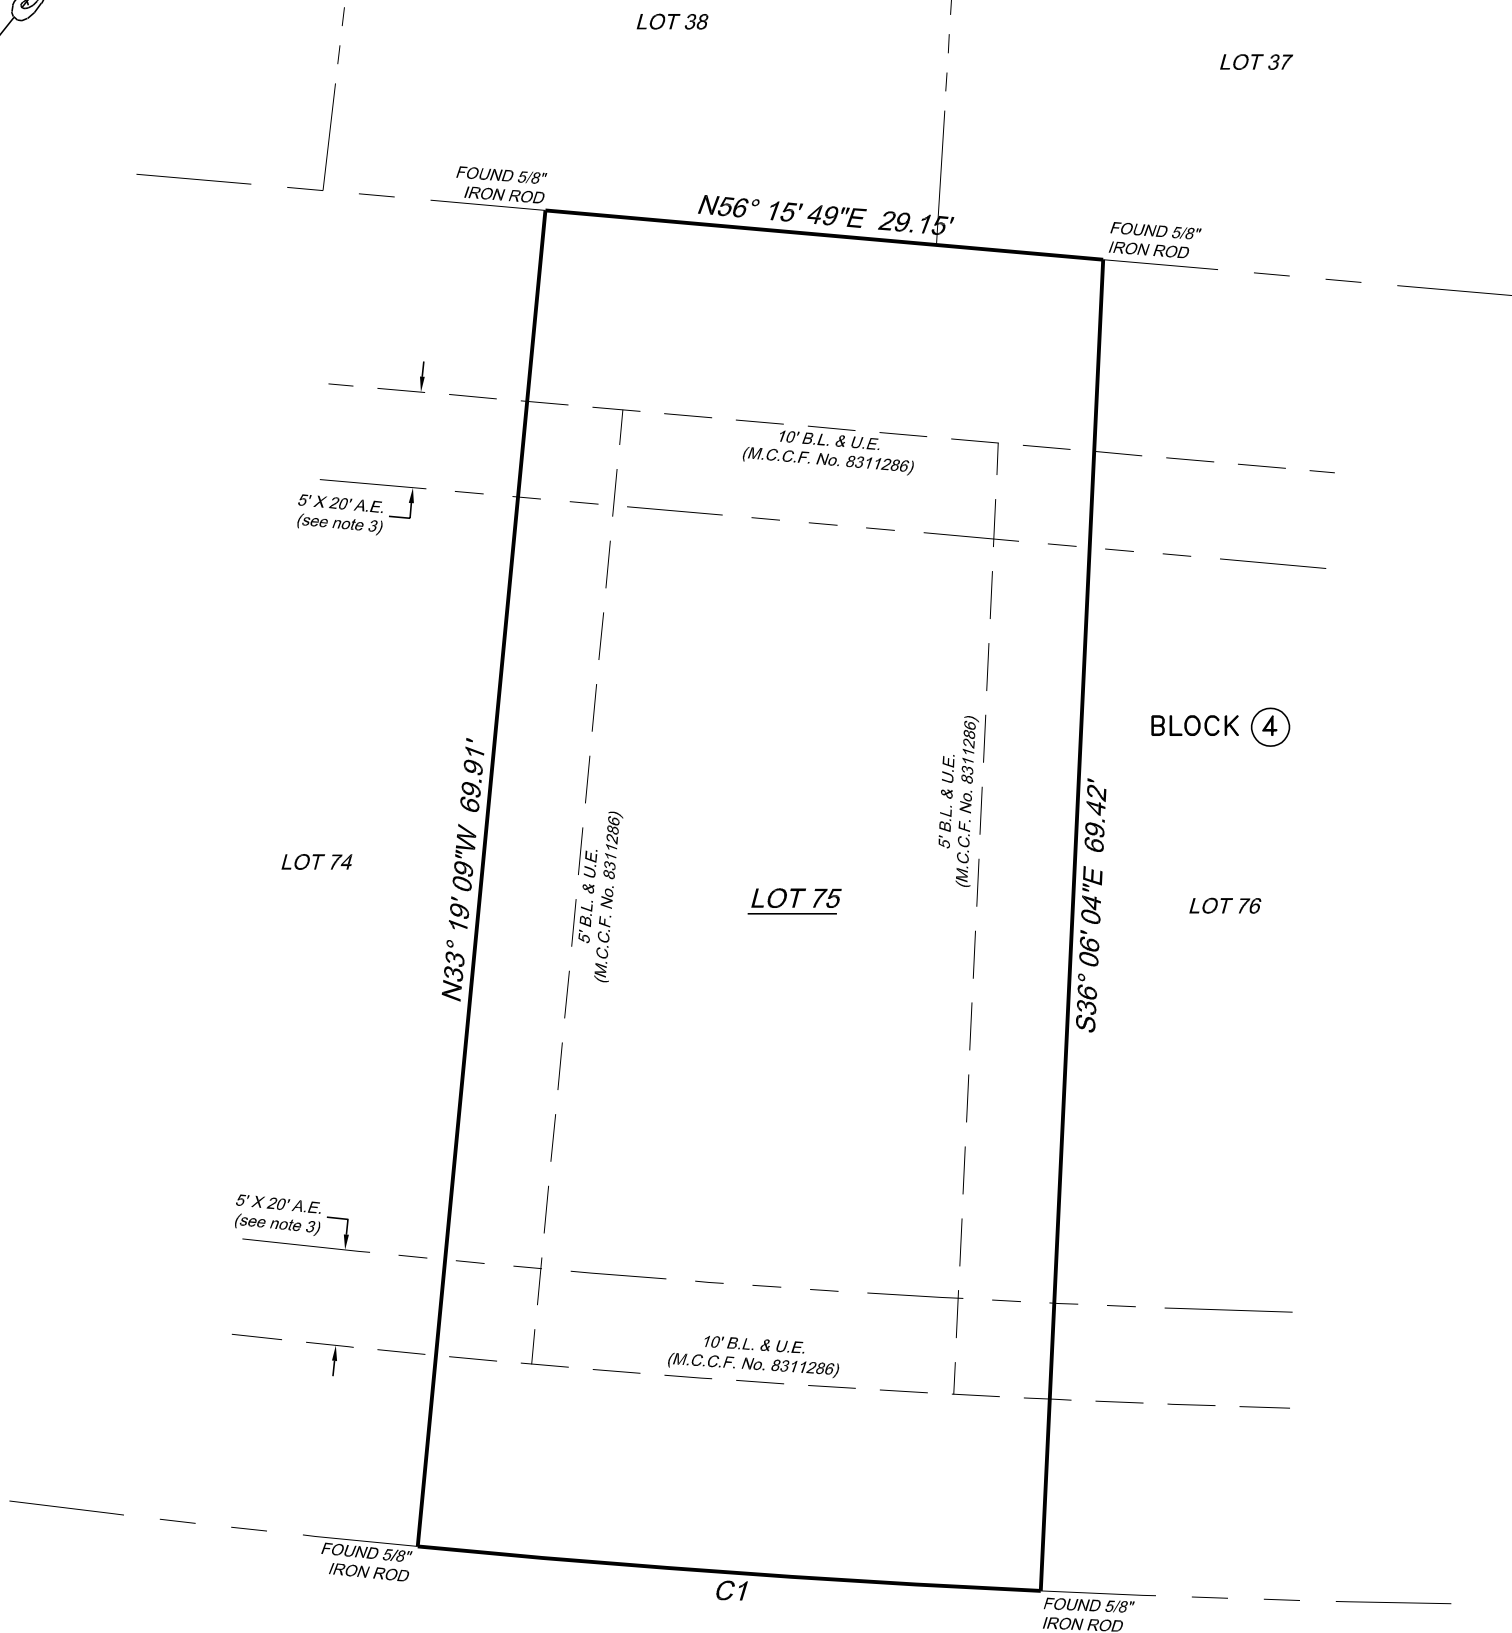 LOT 38
LOT 37
FOUND 5/8"
IRON ROD
N56° 15' 49"E 29.15'
FOUND 5/8"
IRON ROD
10' B.L. & U.E.
(M.C.C.F. No. 8311286)
5' X 20' A.E.
(see note 3)
BLOCK 4
5' B.L. & U.E.
(M.C.C.F. No. 8311286)
N33° 19' 09"W 69.91'
5' B.L. & U.E.
(M.C.C.F. No. 8311286)
S36° 06' 04"E 69.42'
LOT 74
LOT 75
LOT 76
5' X 20' A.E.
(see note 3)
10' B.L. & U.E.
(M.C.C.F. No. 8311286)
FOUND 5/8"
IRON ROD
C1
FOUND 5/8"
IRON ROD